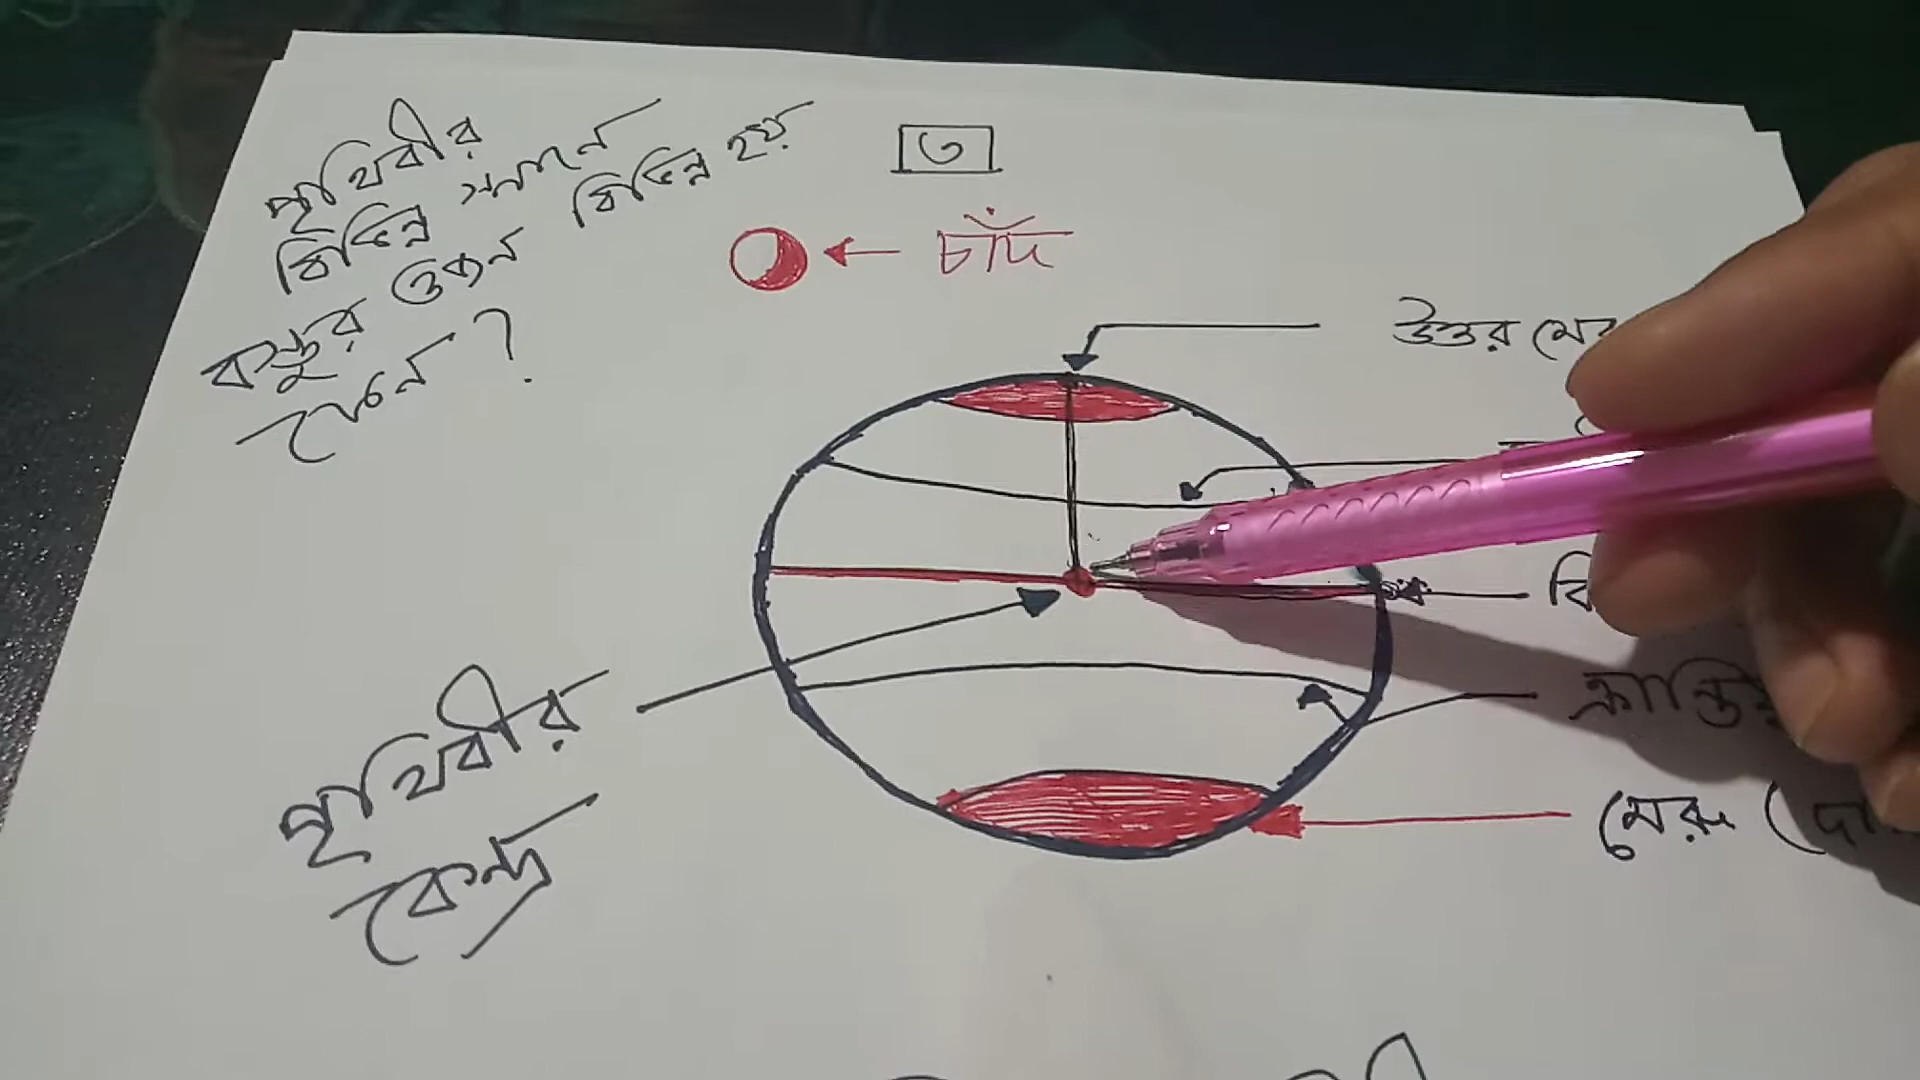 পৃথিবীর
বিভিন্ন স্থানে
বস্তুর ওজন বিভিন্ন হয়
কেন ?
৩
চাঁদ
উত্তর
পৃথিবীর
কেন্দ্র
মেরু